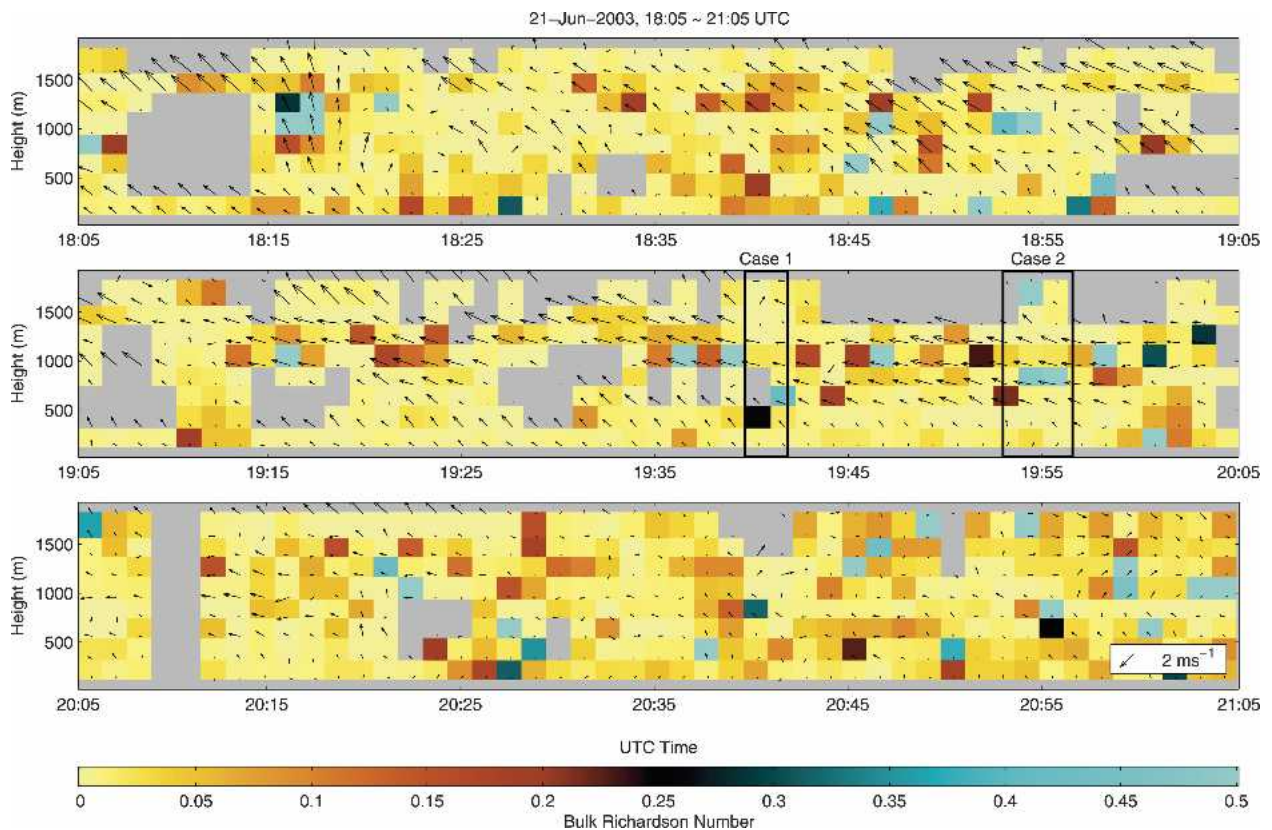 21-Jun-2003, 18:05 ~ 21:05 UTC
Height (m)
1500
1000
500
18:05 18:15 18:25 18:35 18:45 18:55 19:05
Case 1 Case 2
Height (m)
1500
1000
500
19:05 19:15 19:25 19:35 19:45 19:55 20:05
Height (m)
1500
1000
500
2 ms⁻¹
20:05 20:15 20:25 20:35 20:45 20:55 21:05
UTC Time
0 0.05 0.1 0.15 0.2 0.25 0.3 0.35 0.4 0.45 0.5
Bulk Richardson Number